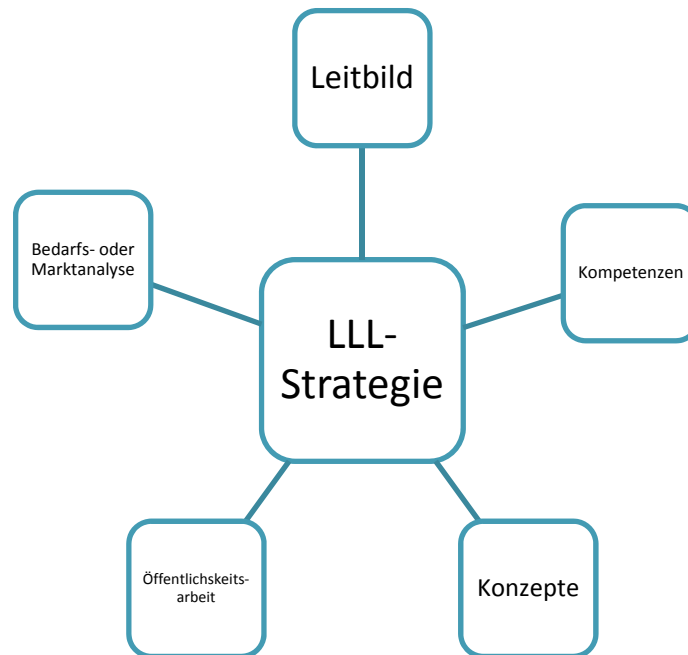 Leitbild
Bedarfs- oder
Marktanalyse
Kompetenzen
LLL-
Strategie
Öffentlichskeits-
arbeit
Konzepte